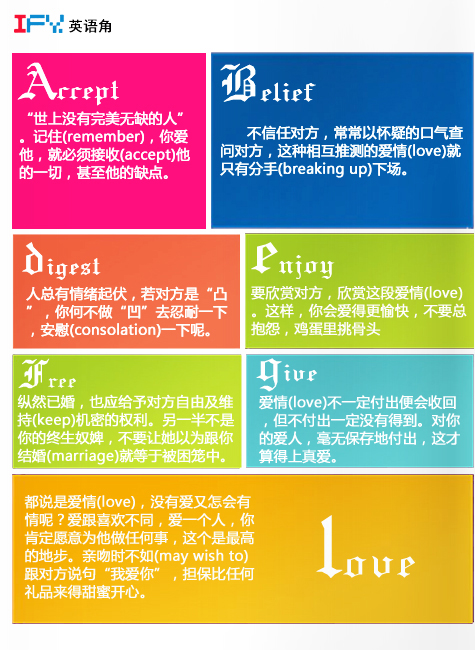 IFY. 英语角
Accept
“世上没有完美无缺的人”
。记住(remember)，你爱
他，就必须接收(accept)他
的一切，甚至他的缺点。
Belief
不信任对方，常常以怀疑的口气查
问对方，这种相互推测的爱情(love)就
只有分手(breaking up)下场。
digest
人总有情绪起伏，若对方是“凸
”，你何不做“凹”去忍耐一下
，安慰(consolation)一下呢。
enjoy
要欣赏对方，欣赏这段爱情(love)
。这样，你会爱得更愉快，不要总
抱怨，鸡蛋里挑骨头
Free
纵然已婚，也应给予对方自由及维
持(keep)机密的权利。另一半不是
你的终生奴婢，不要让她以为跟你
结婚(marriage)就等于被困笼中。
give
爱情(love)不一定付出便会收回
，但不付出一定没有得到。对你
的爱人，毫无保存地付出，这才
算得上真爱。
都说是爱情(love)，没有爱又怎会有
情呢？爱跟喜欢不同，爱一个人，你
肯定愿意为他做任何事，这个是最高
的地步。亲吻时不如(may wish to)
跟对方说句“我爱你”，担保比任何
礼品来得甜蜜开心。
love